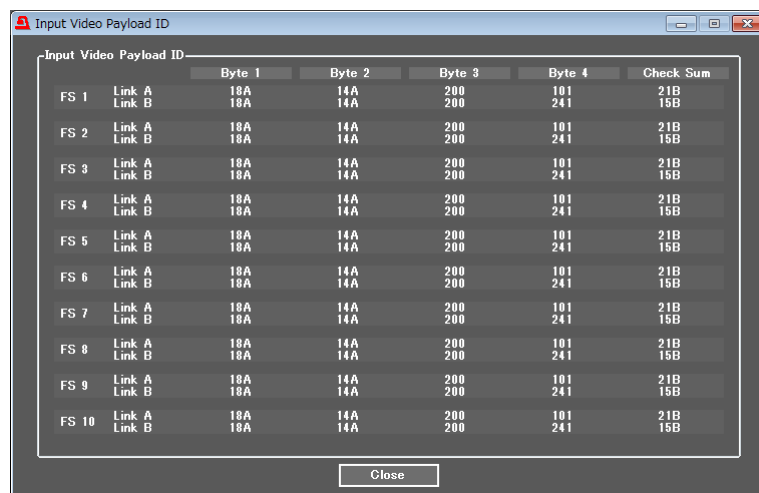 Input Video Payload ID
Input Video Payload ID
Byte 1 Byte 2 Byte 3 Byte 4 Check Sum
FS 1 Link A 18A 14A 200 101 21B
Link B 18A 14A 200 241 15B
FS 2 Link A 18A 14A 200 101 21B
Link B 18A 14A 200 241 15B
FS 3 Link A 18A 14A 200 101 21B
Link B 18A 14A 200 241 15B
FS 4 Link A 18A 14A 200 101 21B
Link B 18A 14A 200 241 15B
FS 5 Link A 18A 14A 200 101 21B
Link B 18A 14A 200 241 15B
FS 6 Link A 18A 14A 200 101 21B
Link B 18A 14A 200 241 15B
FS 7 Link A 18A 14A 200 101 21B
Link B 18A 14A 200 241 15B
FS 8 Link A 18A 14A 200 101 21B
Link B 18A 14A 200 241 15B
FS 9 Link A 18A 14A 200 101 21B
Link B 18A 14A 200 241 15B
FS 10 Link A 18A 14A 200 101 21B
Link B 18A 14A 200 241 15B
Close